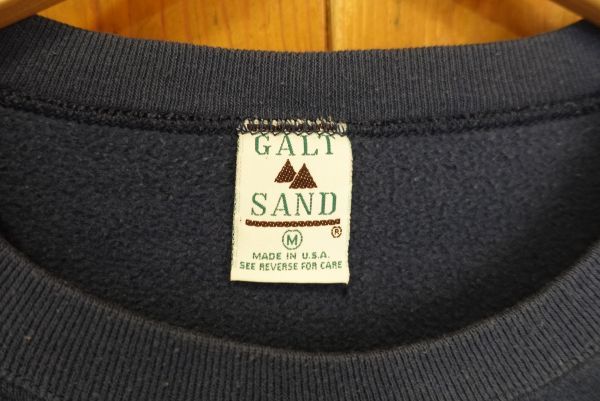 GALT
SAND
®
M
MADE IN U.S.A.
SEE REVERSE FOR CARE